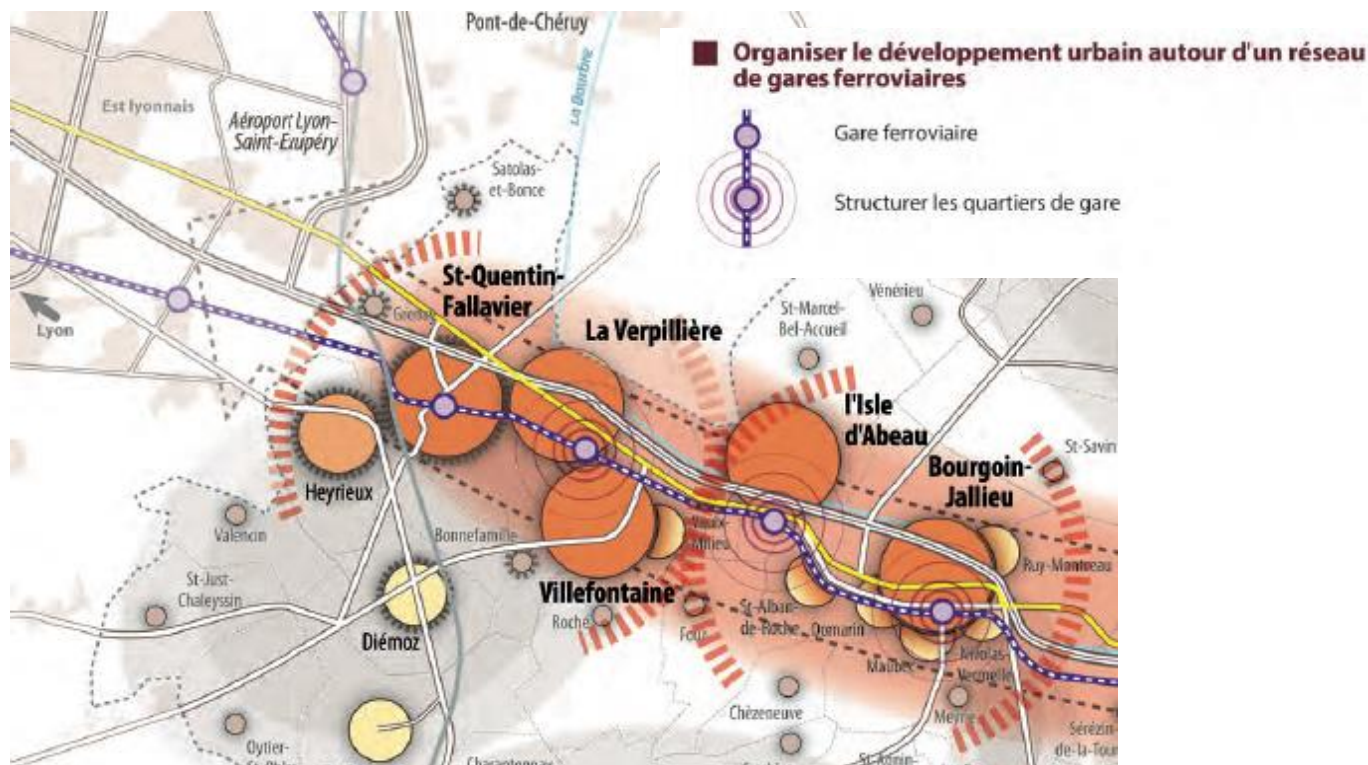 Pont-de-Chéruy
La Bourbre
Est lyonnais
Aéroport Lyon-
Saint-Exupéry
Satolas-
et-Bonce
Organiser le développement urbain autour d'un réseau
de gares ferroviaires
Gare ferroviaire
Structurer les quartiers de gare
Lyon
St-Quentin-
Fallavier
La Verpillière
St-Marcel-
Bel-Accueil
Vénérieu
l'Isle
d'Abeau
Bourgoin-
Jallieu
St-Savin
Heyrieux
Valencin
Bonnefamille
Vaulx-
Milieu
Ruy-Montceau
St-Just-
Chaleyssin
Villefontaine
Roche
Four
St-Alban-
de-Roche
Domarin
Diémoz
Maubec
Nivolas-
Vermelle
Chèzeneuve
Meyrié
Sérézin-
de-la-Tour
Oytier-
Charantonnay